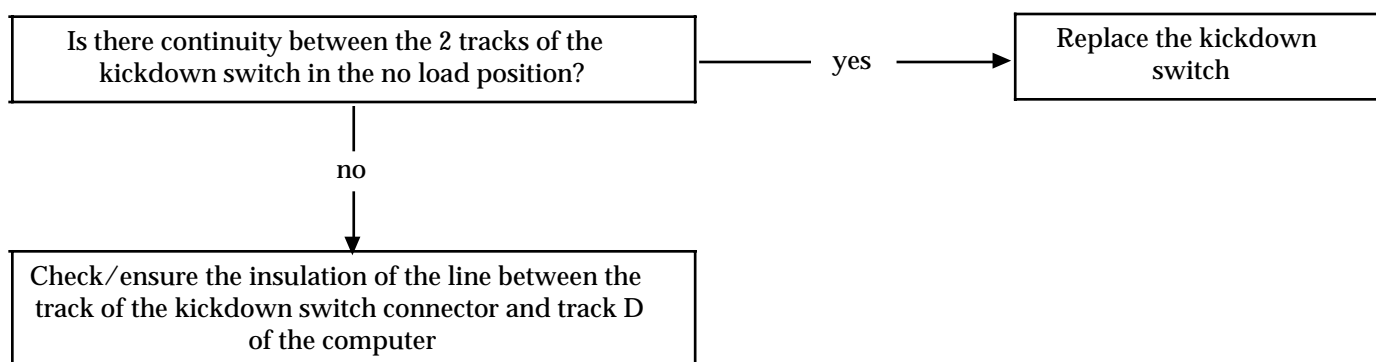 Is there continuity between the 2 tracks of the
kickdown switch in the no load position?
yes
Replace the kickdown
switch
no
Check/ensure the insulation of the line between the
track of the kickdown switch connector and track D
of the computer